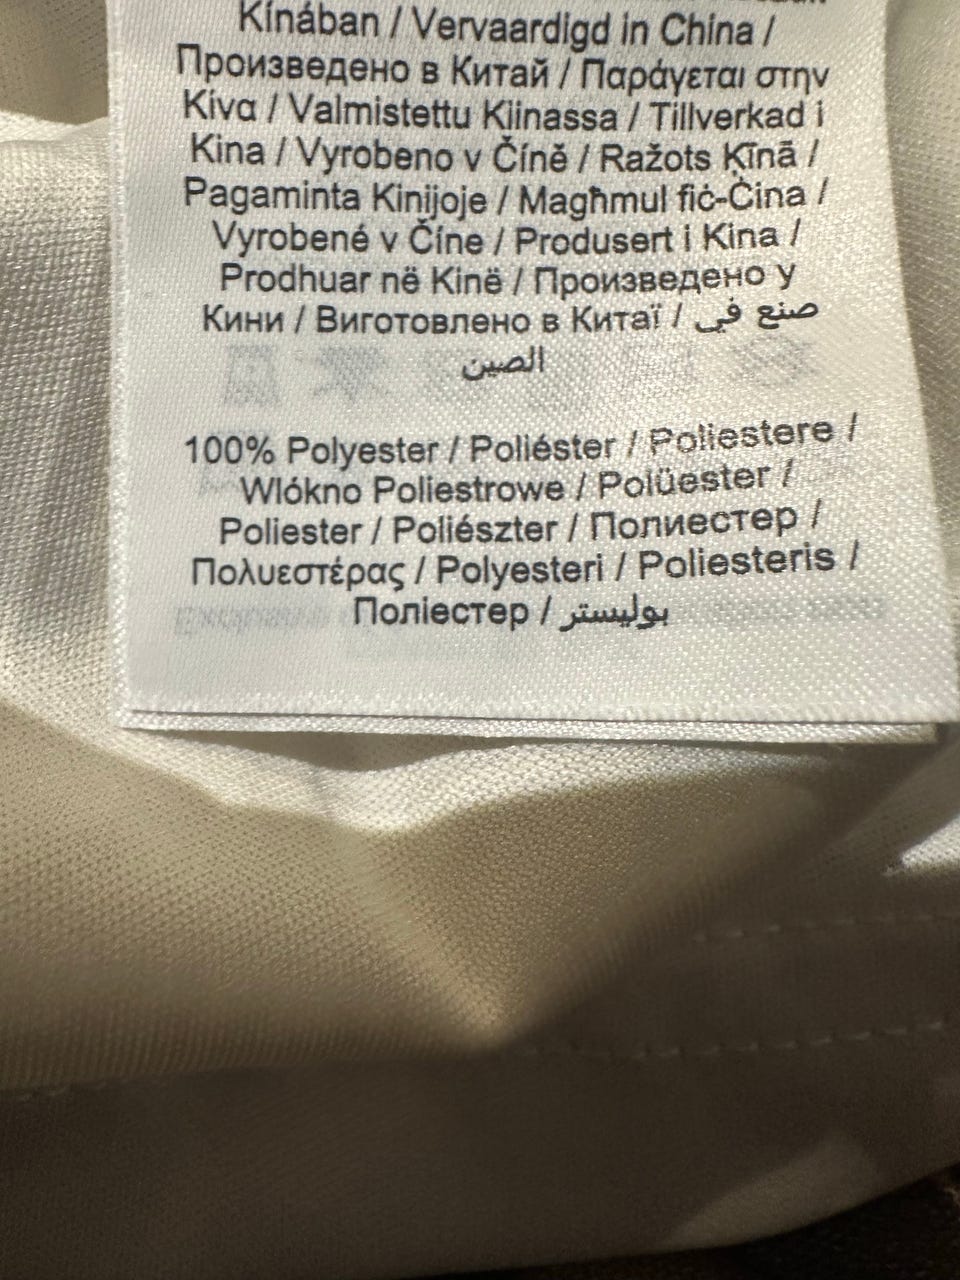 Kínában / Vervaardigd in China /
Произведено в Китай / Παράγεται στην
Κίνα / Valmistettu Kiinassa / Tillverkad i
Kina / Vyrobeno v Číně / Ražots Ķīnā /
Pagaminta Kinijoje / Magħmul fiċ-Ċina /
Vyrobené v Číne / Produsert i Kina /
Prodhuar në Kinë / Произведено у
Кини / Виготовлено в Китаї / صنع في
الصين
100% Polyester / Poliéster / Poliestere /
Wlókno Poliestrowe / Polüester /
Poliester / Poliészter / Полиестер /
Πολυεστέρας / Polyesteri / Poliesteris /
Поліестер / بوليستر